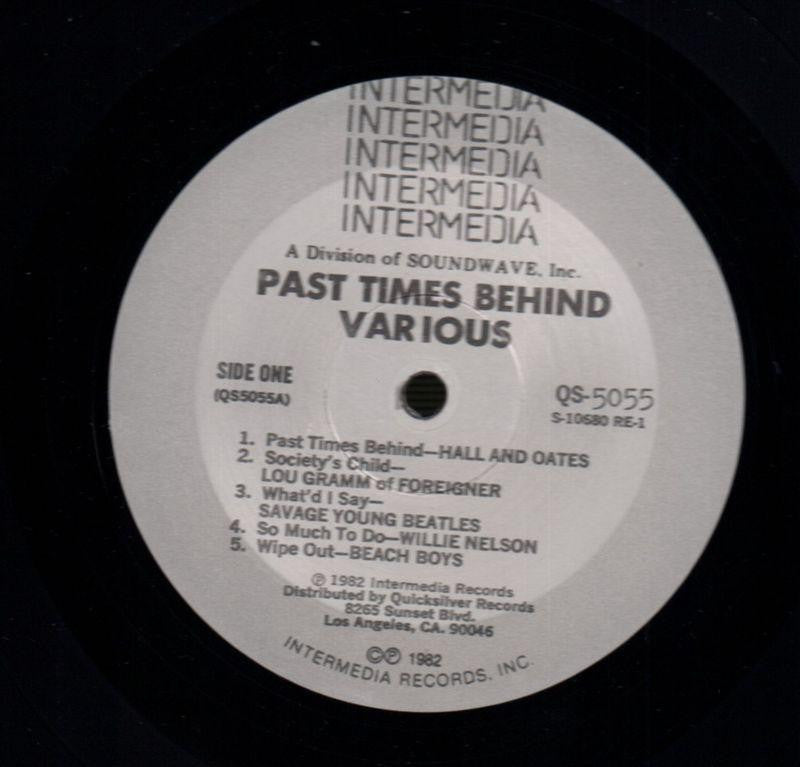 INTERMEDIA
INTERMEDIA
INTERMEDIA
INTERMEDIA
INTERMEDIA
A Division of SOUNDWAVE, Inc.
PAST TIMES BEHIND
VARIOUS
SIDE ONE
(QS5055A)
QS-5055
S-10680 RE-1
1. Past Times Behind—HALL AND OATES
2. Society's Child—
LOU GRAMM of FOREIGNER
3. What'd I Say—
SAVAGE YOUNG BEATLES
4. So Much To Do—WILLIE NELSON
5. Wipe Out—BEACH BOYS
℗ 1982 Intermedia Records
Distributed by Quicksilver Records
8265 Sunset Blvd.
Los Angeles, CA. 90046
©℗ 1982
INTERMEDIA RECORDS, INC.